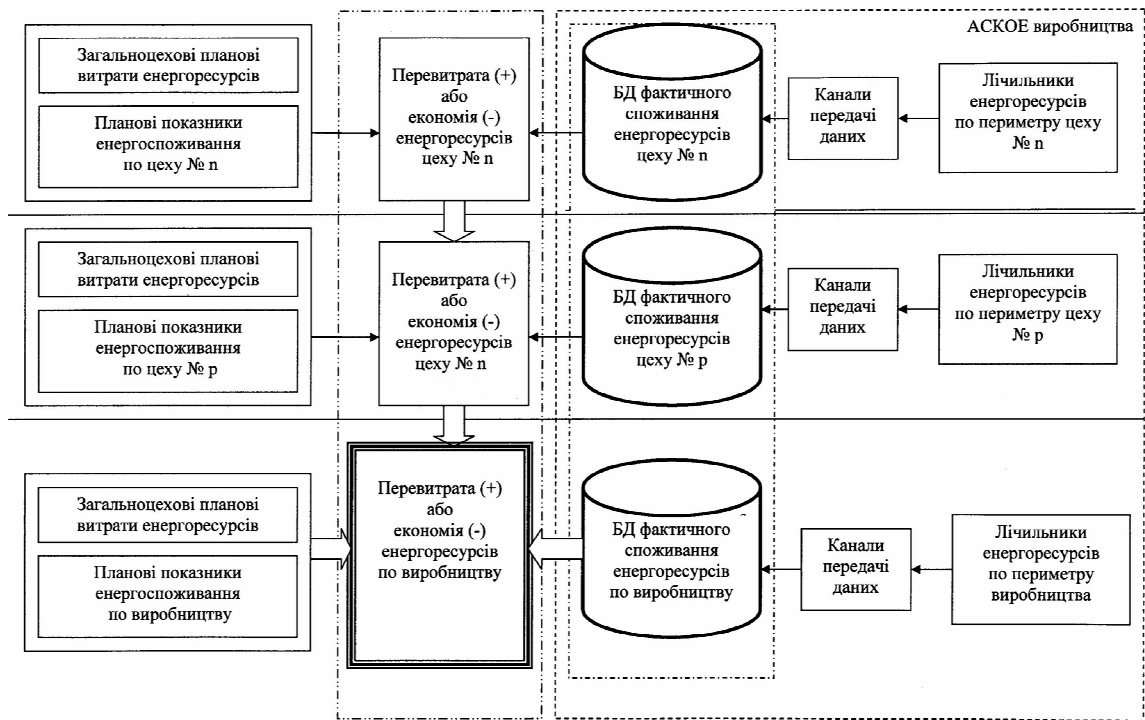 АСКОЕ виробництва
Загальноцехові планові
витрати енергоресурсів
Планові показники
енергоспоживання
по цеху № n
Перевитрата (+)
або
економія (-)
енергоресурсів
цеху № n
БД фактичного
споживання
енергоресурсів
цеху № n
Канали
передачі
даних
Лічильники
енергоресурсів
по периметру цеху
№ n
Загальноцехові планові
витрати енергоресурсів
Планові показники
енергоспоживання
по цеху № p
Перевитрата (+)
або
економія (-)
енергоресурсів
цеху № n
БД фактичного
споживання
енергоресурсів
цеху № p
Канали
передачі
даних
Лічильники
енергоресурсів
по периметру цеху
№ p
Загальноцехові планові
витрати енергоресурсів
Планові показники
енергоспоживання
по виробництву
Перевитрата (+)
або
економія (-)
енергоресурсів
по виробництву
БД фактичного
споживання
енергоресурсів
по виробництву
Канали
передачі
даних
Лічильники
енергоресурсів
по периметру
виробництва